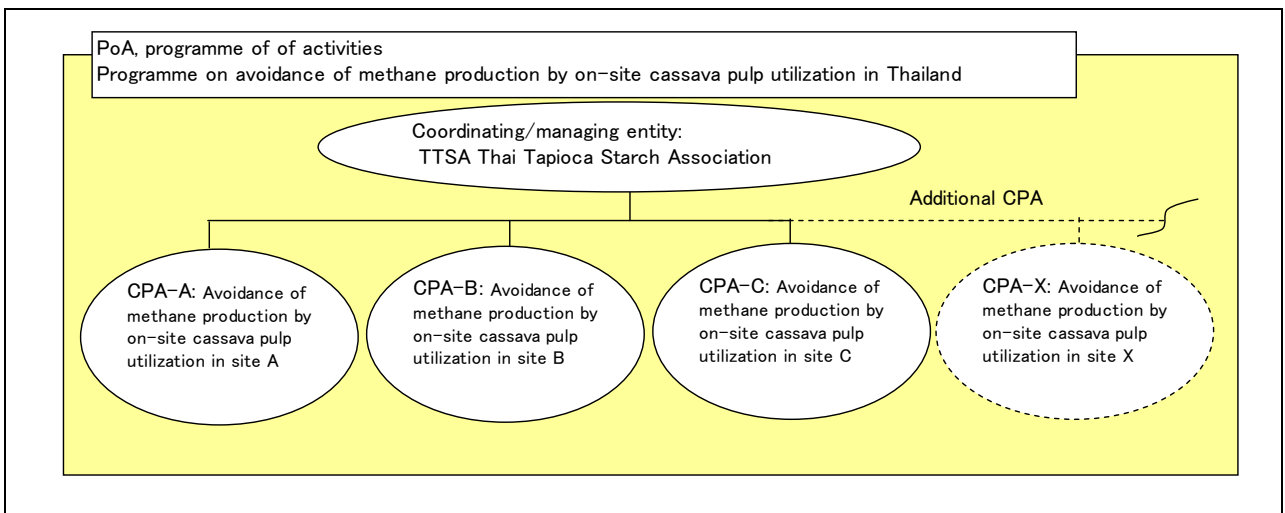 PoA, programme of of activities
Programme on avoidance of methane production by on-site cassava pulp utilization in Thailand
Coordinating/managing entity:
TTSA Thai Tapioca Starch Association
Additional CPA
CPA-A: Avoidance of
methane production by
on-site cassava pulp
utilization in site A
CPA-B: Avoidance of
methane production by
on-site cassava pulp
utilization in site B
CPA-C: Avoidance of
methane production by
on-site cassava pulp
utilization in site C
CPA-X: Avoidance of
methane production by
on-site cassava pulp
utilization in site X